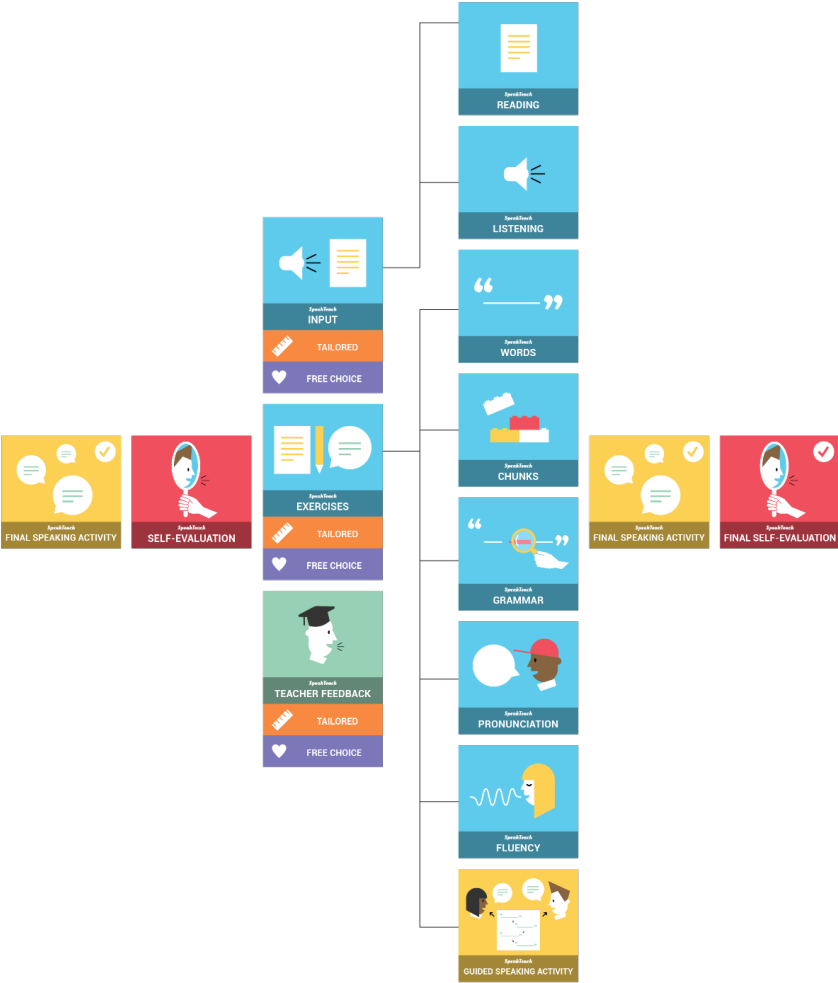 SpeakTeach
FINAL SPEAKING ACTIVITY
SpeakTeach
SELF-EVALUATION
SpeakTeach
INPUT
TAILORED
FREE CHOICE
SpeakTeach
EXERCISES
TAILORED
FREE CHOICE
SpeakTeach
TEACHER FEEDBACK
TAILORED
FREE CHOICE
SpeakTeach
READING
SpeakTeach
LISTENING
SpeakTeach
WORDS
SpeakTeach
CHUNKS
SpeakTeach
GRAMMAR
SpeakTeach
PRONUNCIATION
SpeakTeach
FLUENCY
SpeakTeach
GUIDED SPEAKING ACTIVITY
SpeakTeach
FINAL SPEAKING ACTIVITY
SpeakTeach
FINAL SELF-EVALUATION